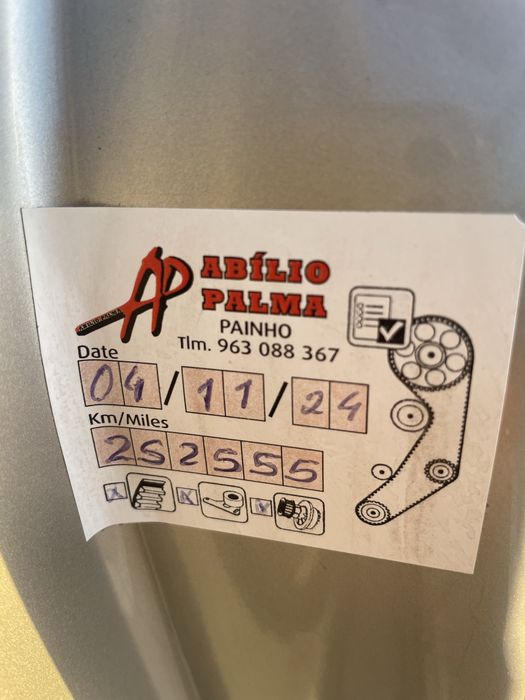 AP ABÍLIO
PALMA
PAINHO
Tlm. 963 088 367
Date
04/11/24
Km/Miles
252555